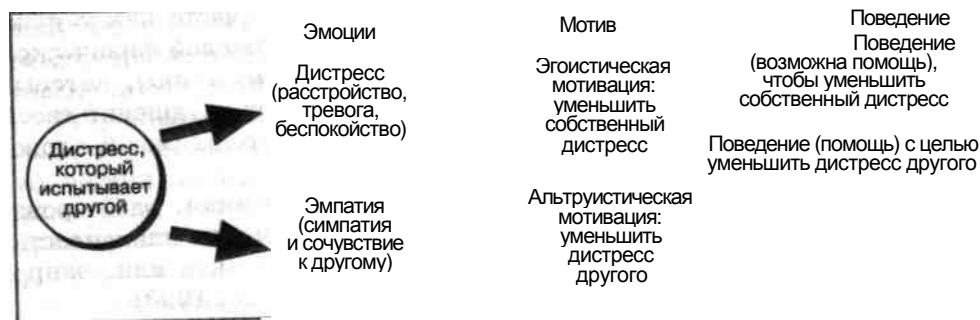 Эмоции
Мотив
Поведение
Дистресс
(расстройство,
тревога,
беспокойство)
Эгоистическая
мотивация:
уменьшить
собственный
дистресс
Поведение
(возможна помощь),
чтобы уменьшить
собственный дистресс
Поведение (помощь) с целью
уменьшить дистресс другого
Дистресс,
который
испытывает
другой
Эмпатия
(симпатия
и сочувствие
к другому)
Альтруистическая
мотивация:
уменьшить
дистресс
другого